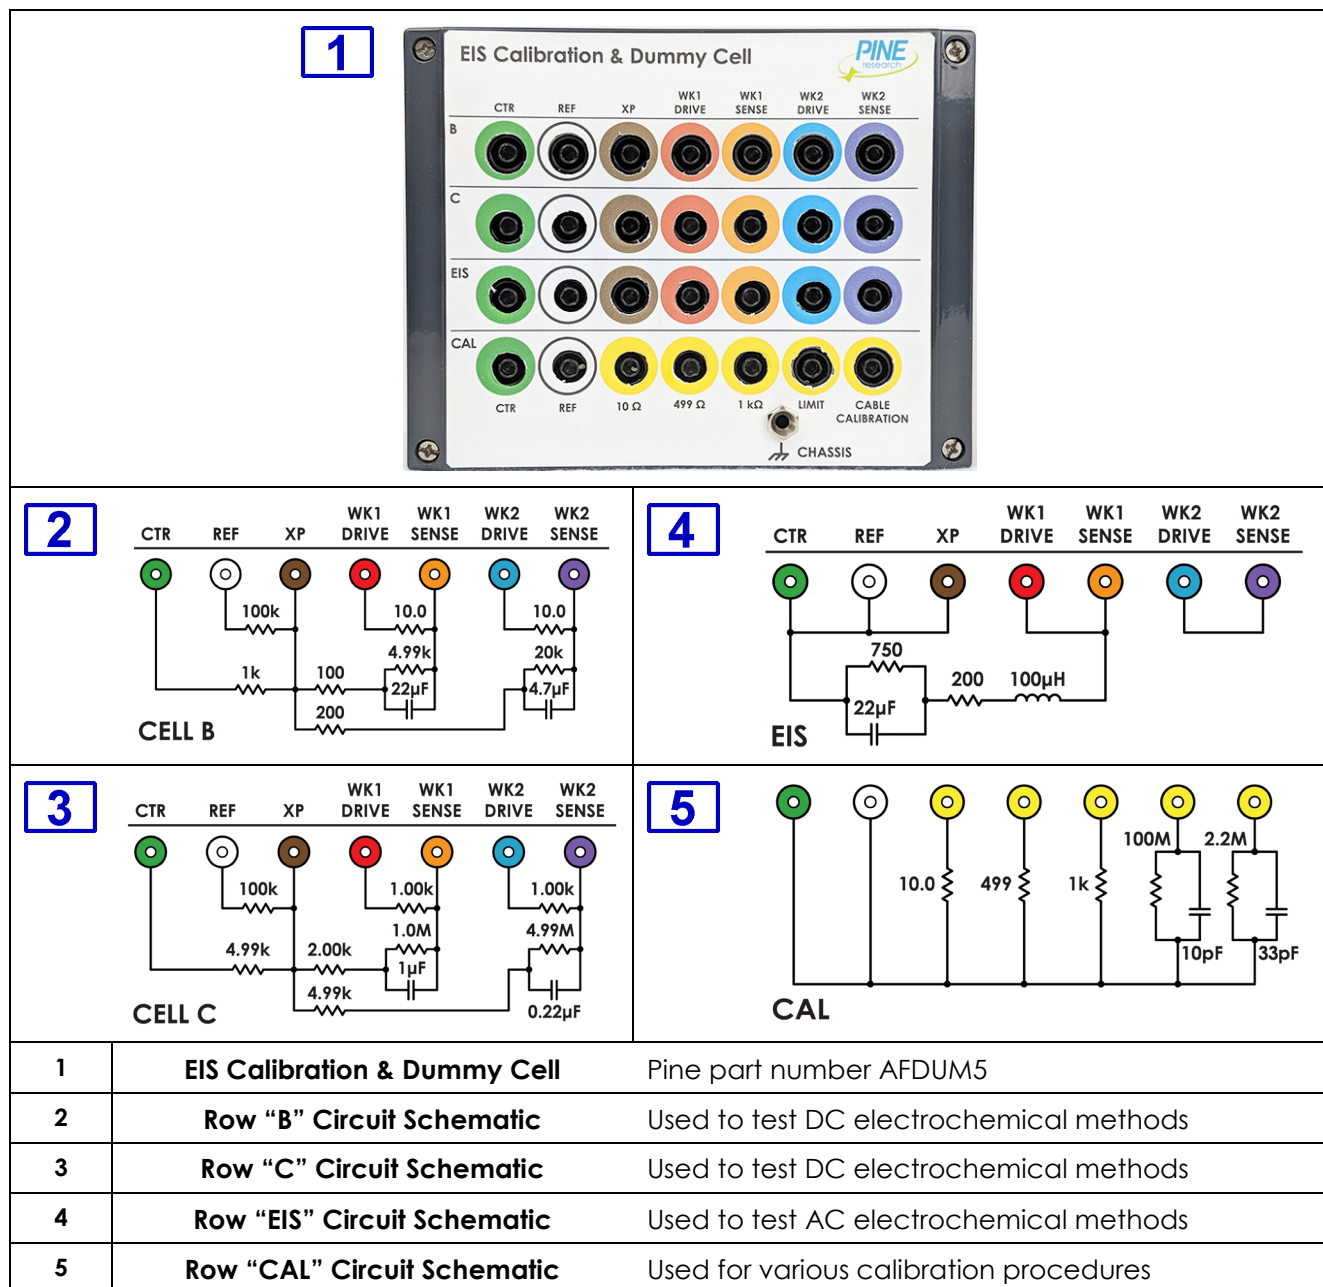 1
EIS Calibration & Dummy Cell
PINE
research
CTR REF XP WK1 DRIVE WK1 SENSE WK2 DRIVE WK2 SENSE
B
C
EIS
CAL
CTR REF 10 Ω 499 Ω 1 kΩ LIMIT CABLE CALIBRATION
CHASSIS
2
CTR REF XP WK1 DRIVE WK1 SENSE WK2 DRIVE WK2 SENSE
100k 10.0 10.0
4.99k 20k
1k 100 22µF 4.7µF
200
CELL B
4
CTR REF XP WK1 DRIVE WK1 SENSE WK2 DRIVE WK2 SENSE
750
200 100µH
22µF
EIS
3
CTR REF XP WK1 DRIVE WK1 SENSE WK2 DRIVE WK2 SENSE
100k 1.00k 1.00k
1.0M 4.99M
4.99k 2.00k 1µF
4.99k 0.22µF
CELL C
5
100M 2.2M
10.0 499 1k
10pF 33pF
CAL
1 EIS Calibration & Dummy Cell Pine part number AFDUM5
2 Row “B” Circuit Schematic Used to test DC electrochemical methods
3 Row “C” Circuit Schematic Used to test DC electrochemical methods
4 Row “EIS” Circuit Schematic Used to test AC electrochemical methods
5 Row “CAL” Circuit Schematic Used for various calibration procedures